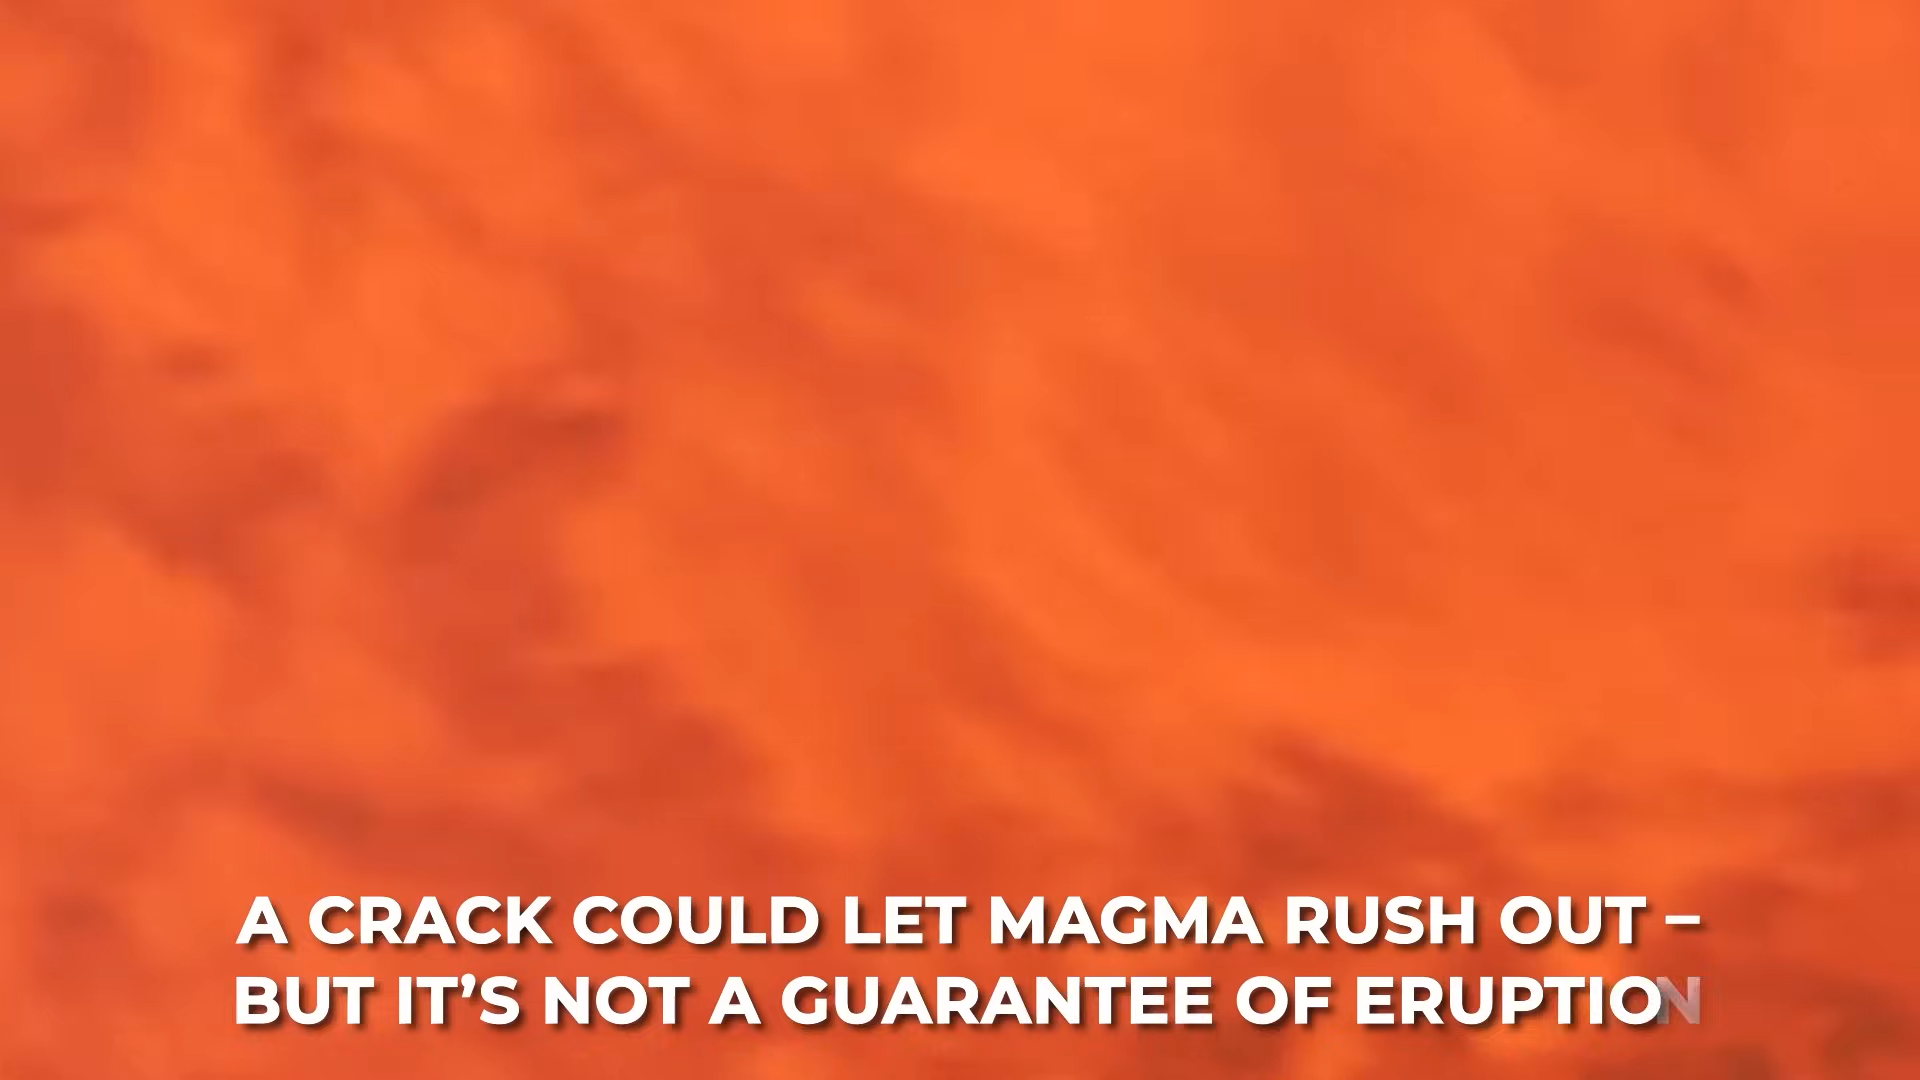 A CRACK COULD LET MAGMA RUSH OUT –
BUT IT’S NOT A GUARANTEE OF ERUPTION